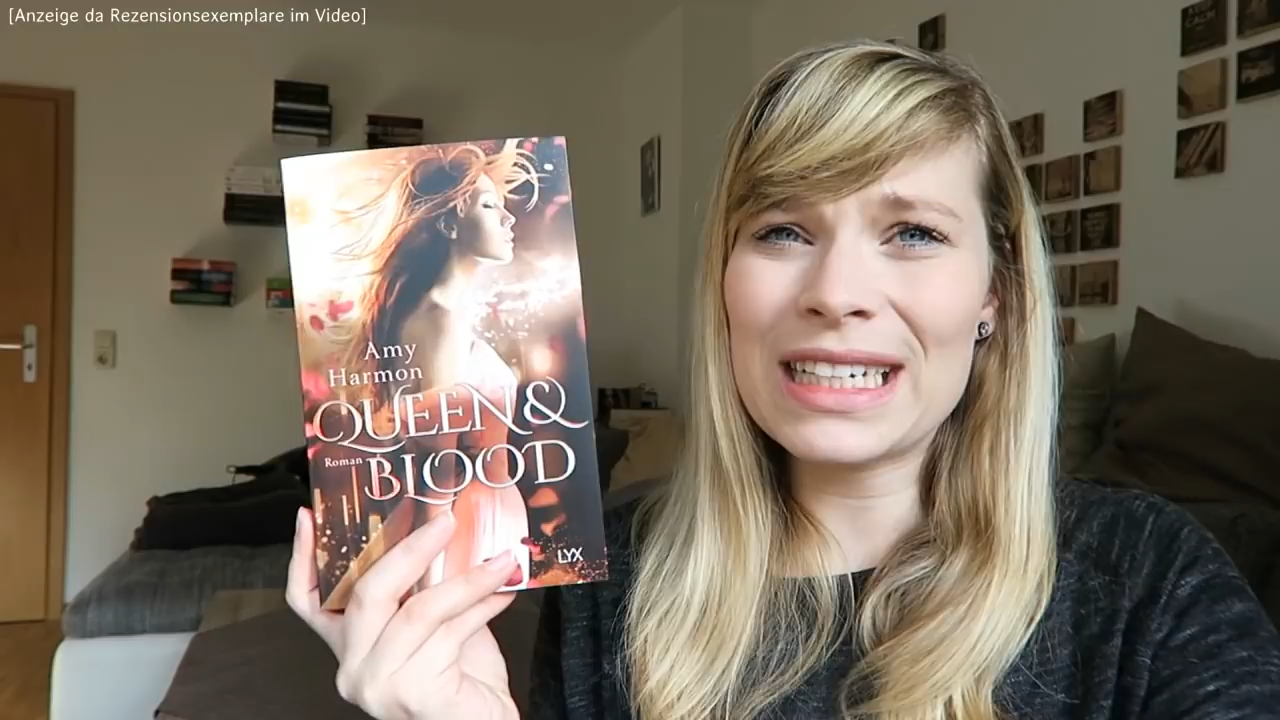 [Anzeige da Rezensionsexemplare im Video]
Amy
Harmon
QUEEN &
Roman
BLOOD
LYX